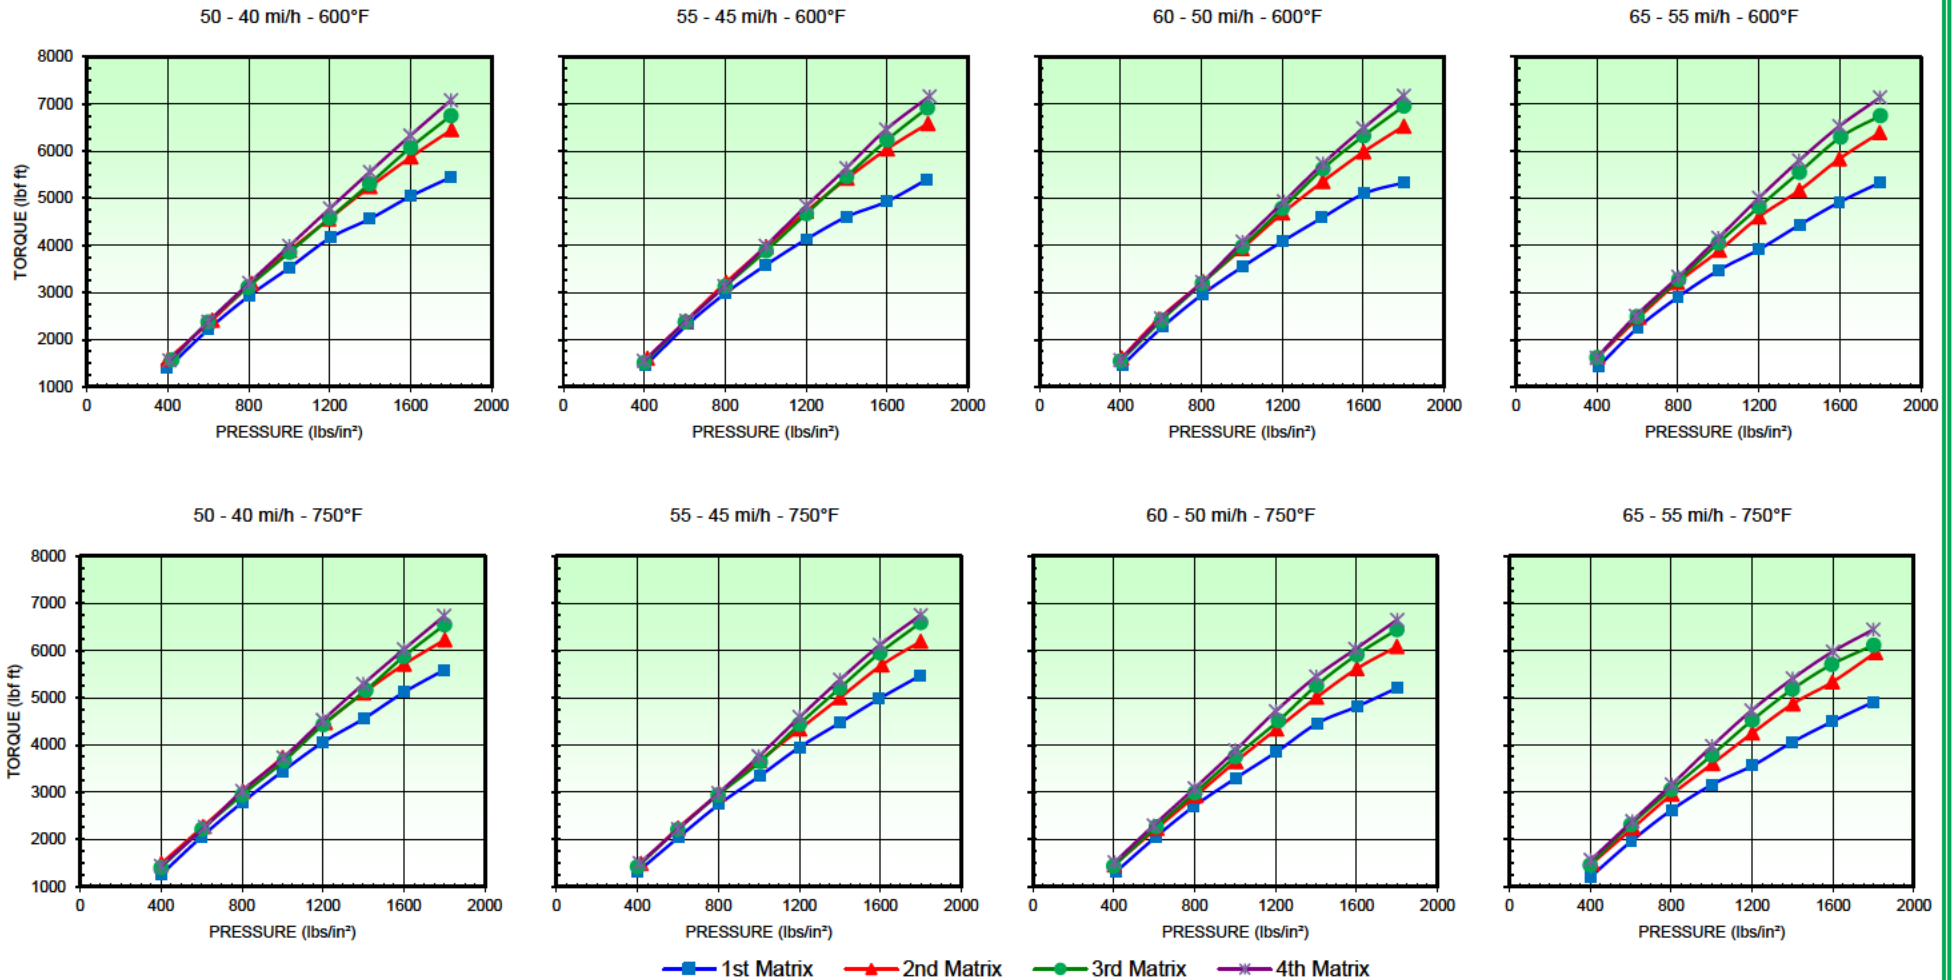 50 - 40 mi/h - 600°F
55 - 45 mi/h - 600°F
60 - 50 mi/h - 600°F
65 - 55 mi/h - 600°F
TORQUE (lbf ft)
8000
7000
6000
5000
4000
3000
2000
1000
0 400 800 1200 1600 2000
0 400 800 1200 1600 2000
0 400 800 1200 1600 2000
0 400 800 1200 1600 2000
PRESSURE (lbs/in²)
PRESSURE (lbs/in²)
PRESSURE (lbs/in²)
PRESSURE (lbs/in²)
50 - 40 mi/h - 750°F
55 - 45 mi/h - 750°F
60 - 50 mi/h - 750°F
65 - 55 mi/h - 750°F
TORQUE (lbf ft)
8000
7000
6000
5000
4000
3000
2000
1000
0 400 800 1200 1600 2000
0 400 800 1200 1600 2000
0 400 800 1200 1600 2000
0 400 800 1200 1600 2000
PRESSURE (lbs/in²)
PRESSURE (lbs/in²)
PRESSURE (lbs/in²)
PRESSURE (lbs/in²)
1st Matrix 2nd Matrix 3rd Matrix 4th Matrix